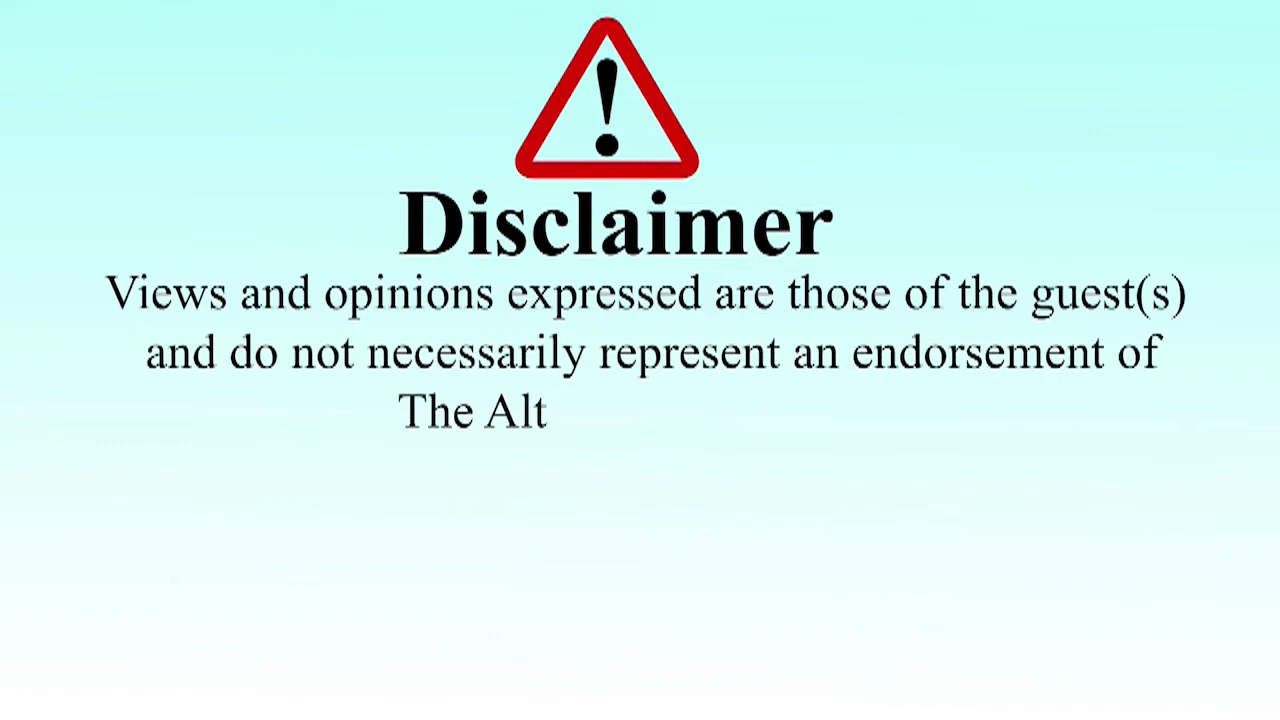 Disclaimer
Views and opinions expressed are those of the guest(s)
and do not necessarily represent an endorsement of
The Alt